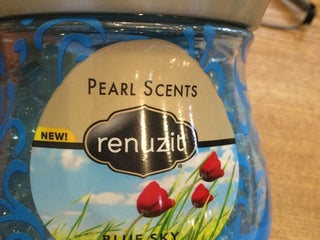 PEARL SCENTS
NEW!
renuzit
BLUE SKY